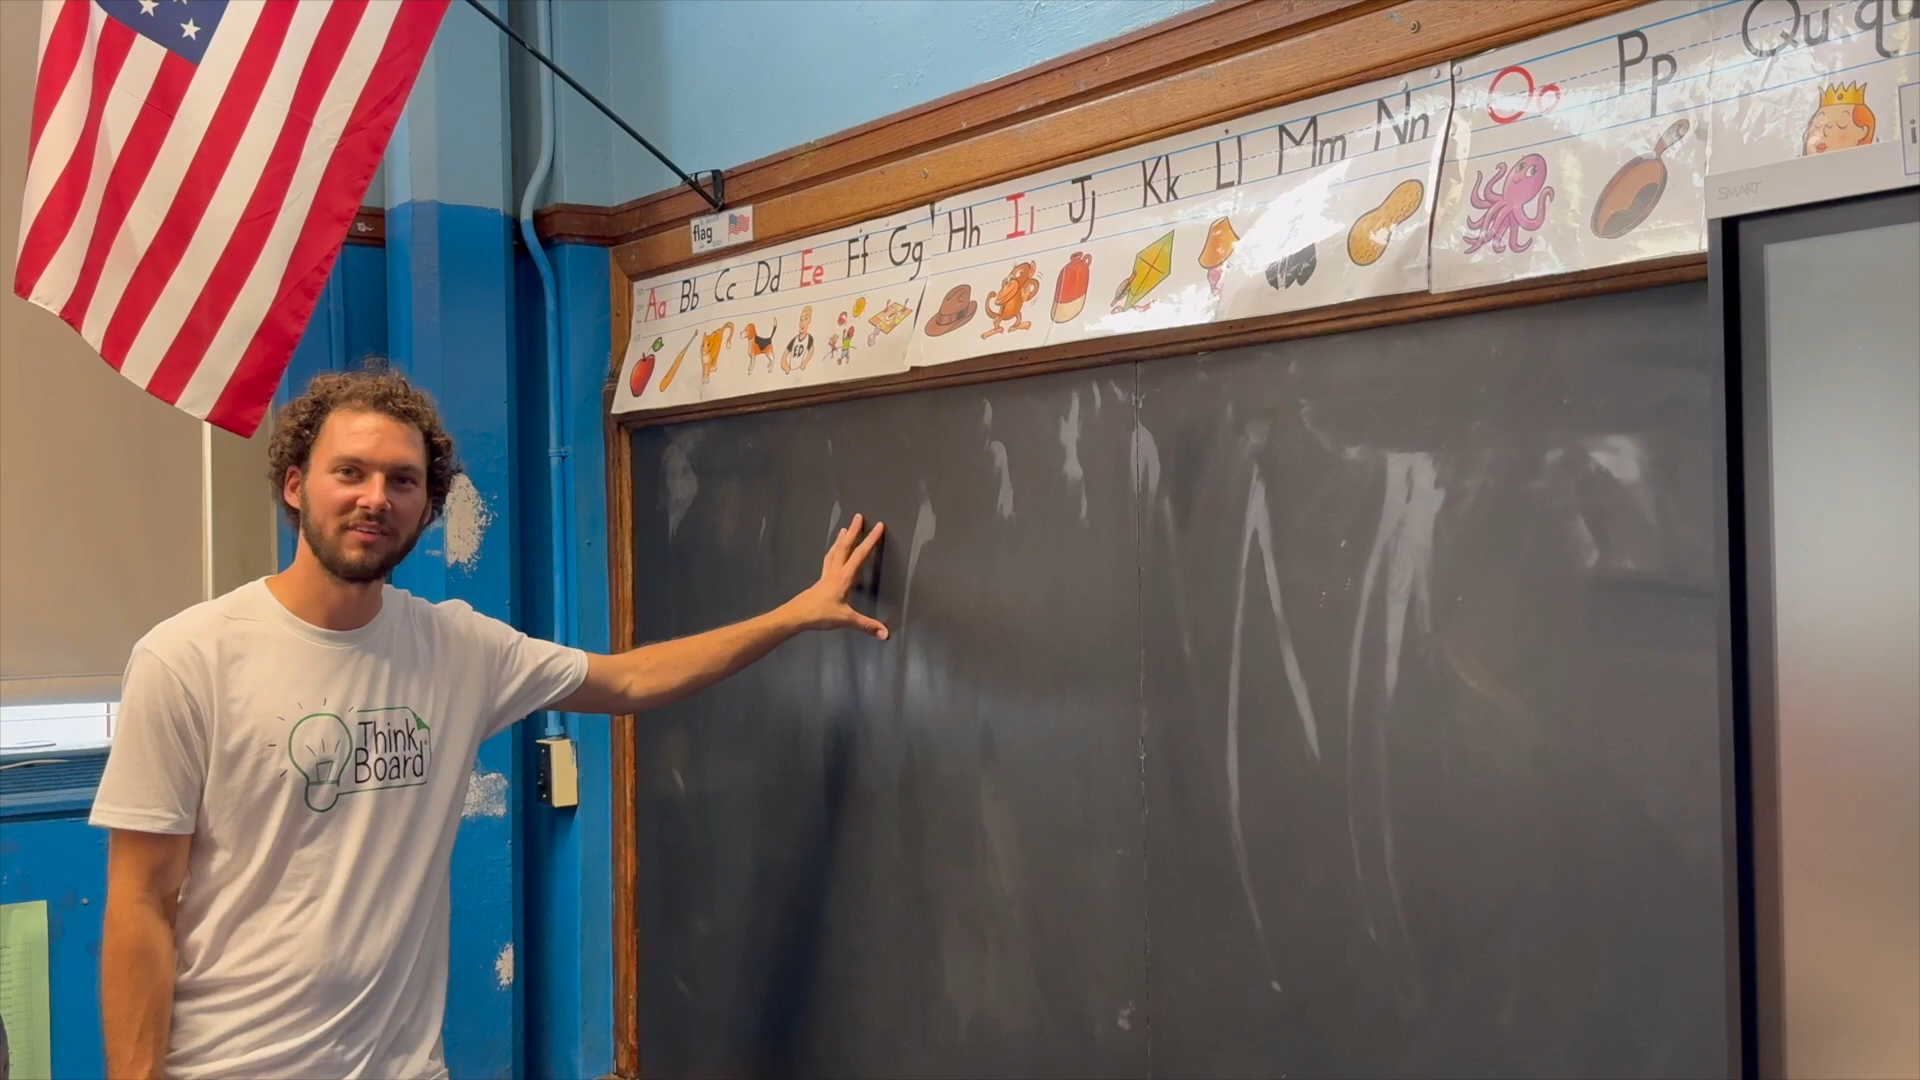 flag
Aa Bb Cc Dd Ee Ff Gg Hh Ii Jj Kk Ll Mm Nn Oo Pp Qu qu
ED
SMART
Think
Board